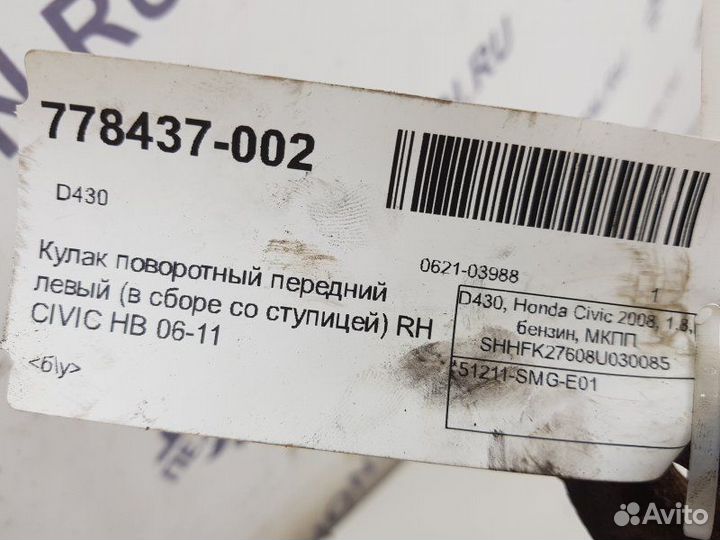 778437-002
D430
Кулак поворотный передний
левый (в сборе со ступицей) RH
CIVIC HB 06-11
<б\у>
0621-03988
1
D430, Honda Civic 2008, 1.8,
бензин, МКПП
SHHFK27608U030085
51211-SMG-E01
Avito